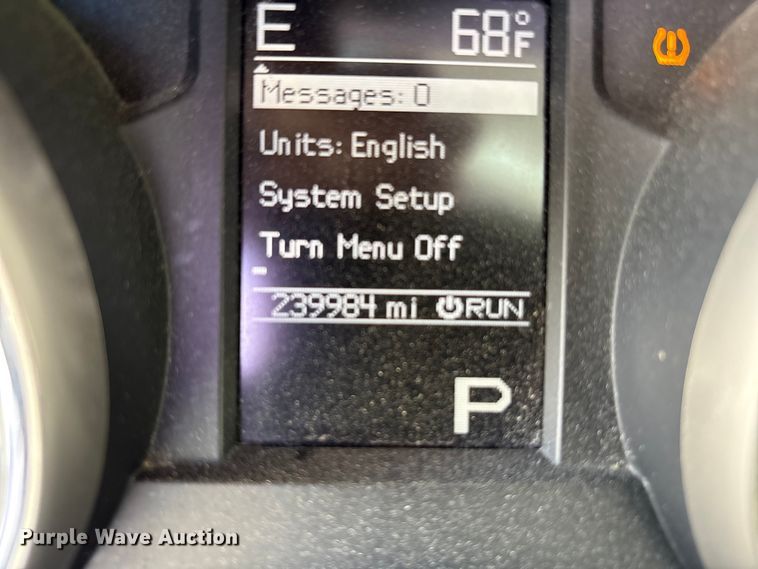 E 68°F
Messages: 0
Units: English
System Setup
Turn Menu Off
239984 mi RUN
P
Purple Wave Auction